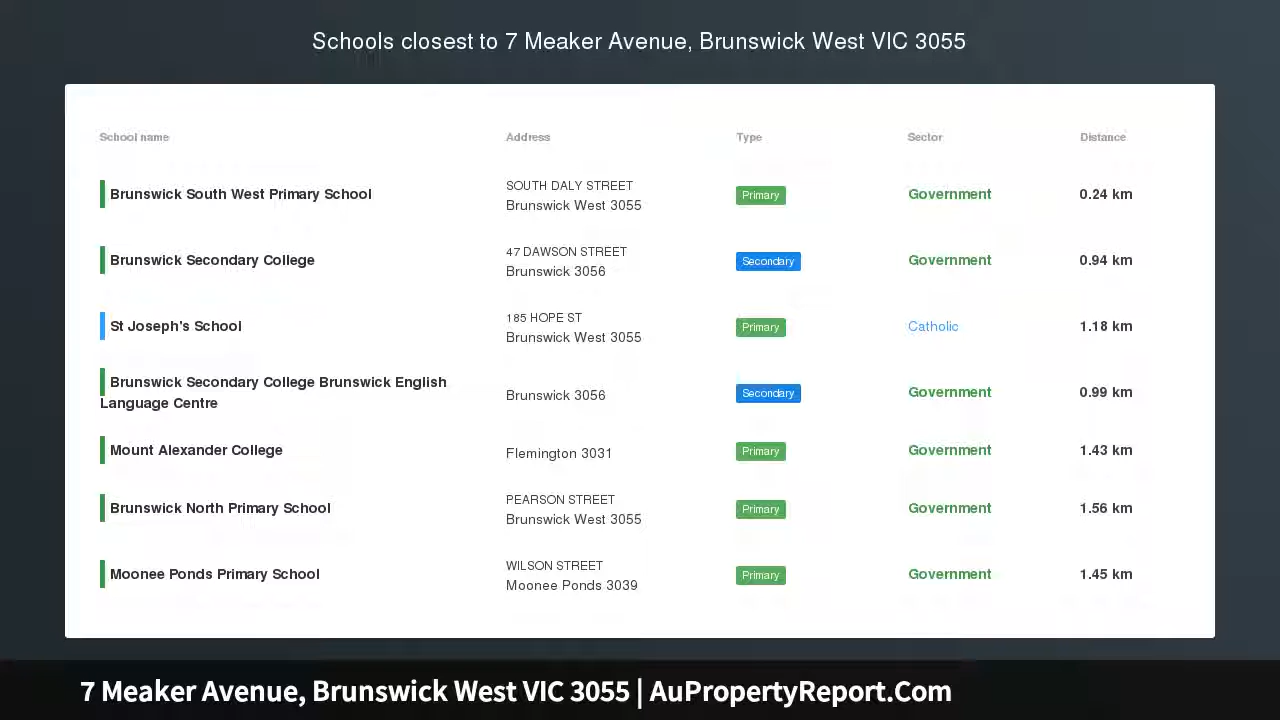 Schools closest to 7 Meaker Avenue, Brunswick West VIC 3055
School name Address Type Sector Distance
Brunswick South West Primary School SOUTH DALY STREET Brunswick West 3055 Primary Government 0.24 km
Brunswick Secondary College 47 DAWSON STREET Brunswick 3056 Secondary Government 0.94 km
St Joseph's School 185 HOPE ST Brunswick West 3055 Primary Catholic 1.18 km
Brunswick Secondary College Brunswick English Language Centre Brunswick 3056 Secondary Government 0.99 km
Mount Alexander College Flemington 3031 Primary Government 1.43 km
Brunswick North Primary School PEARSON STREET Brunswick West 3055 Primary Government 1.56 km
Moonee Ponds Primary School WILSON STREET Moonee Ponds 3039 Primary Government 1.45 km
7 Meaker Avenue, Brunswick West VIC 3055 | AuPropertyReport.Com